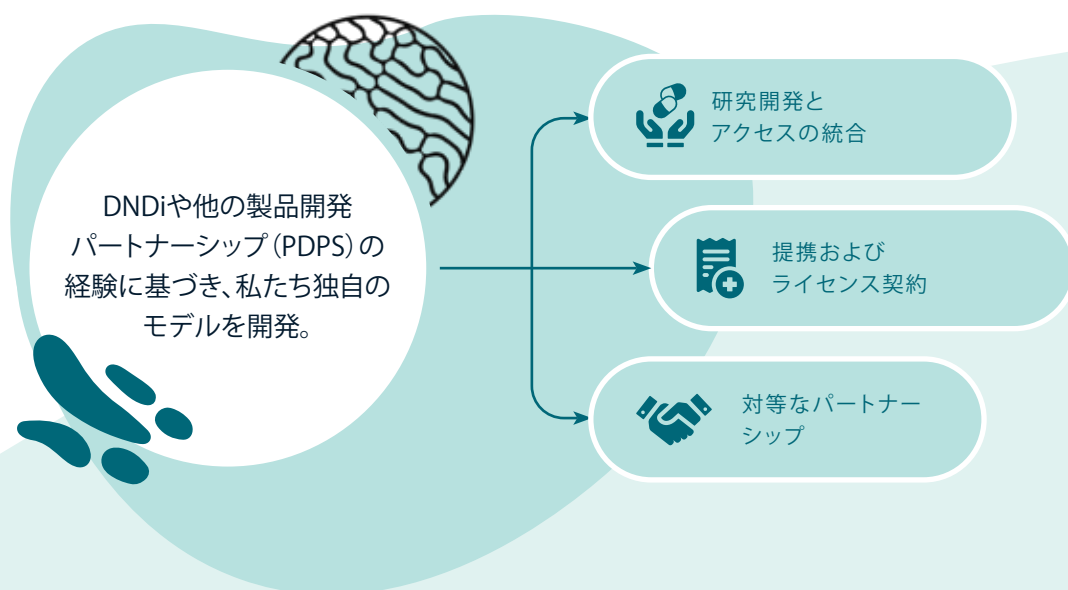 DNDiや他の製品開発
パートナーシップ（PDPS）の
経験に基づき、私たち独自の
モデルを開発。
研究開発と
アクセスの統合
提携および
ライセンス契約
対等なパートナー
シップ